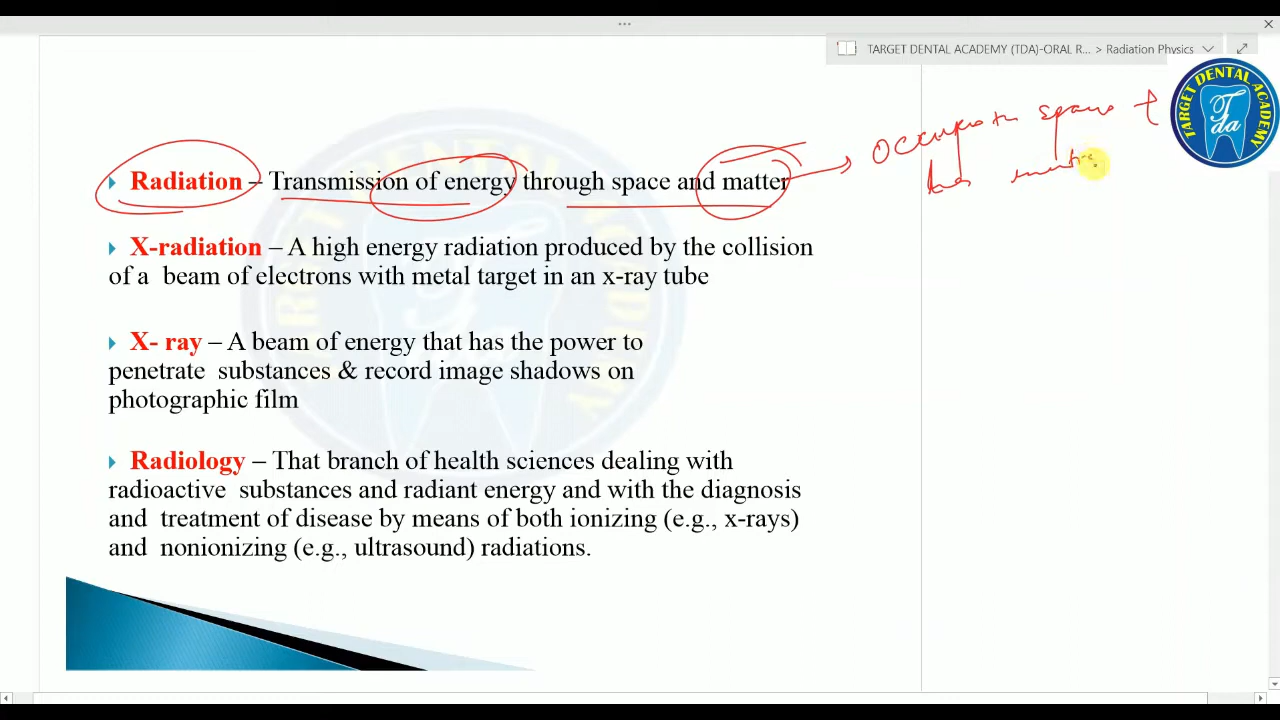 TARGET DENTAL ACADEMY (TDA)-ORAL R... > Radiation Physics
TARGET DENTAL ACADEMY
Tda
Occupies space +
has inertia
Radiation – Transmission of energy through space and matter
X-radiation – A high energy radiation produced by the collision
of a beam of electrons with metal target in an x-ray tube
X- ray – A beam of energy that has the power to
penetrate substances & record image shadows on
photographic film
Radiology – That branch of health sciences dealing with
radioactive substances and radiant energy and with the diagnosis
and treatment of disease by means of both ionizing (e.g., x-rays)
and nonionizing (e.g., ultrasound) radiations.